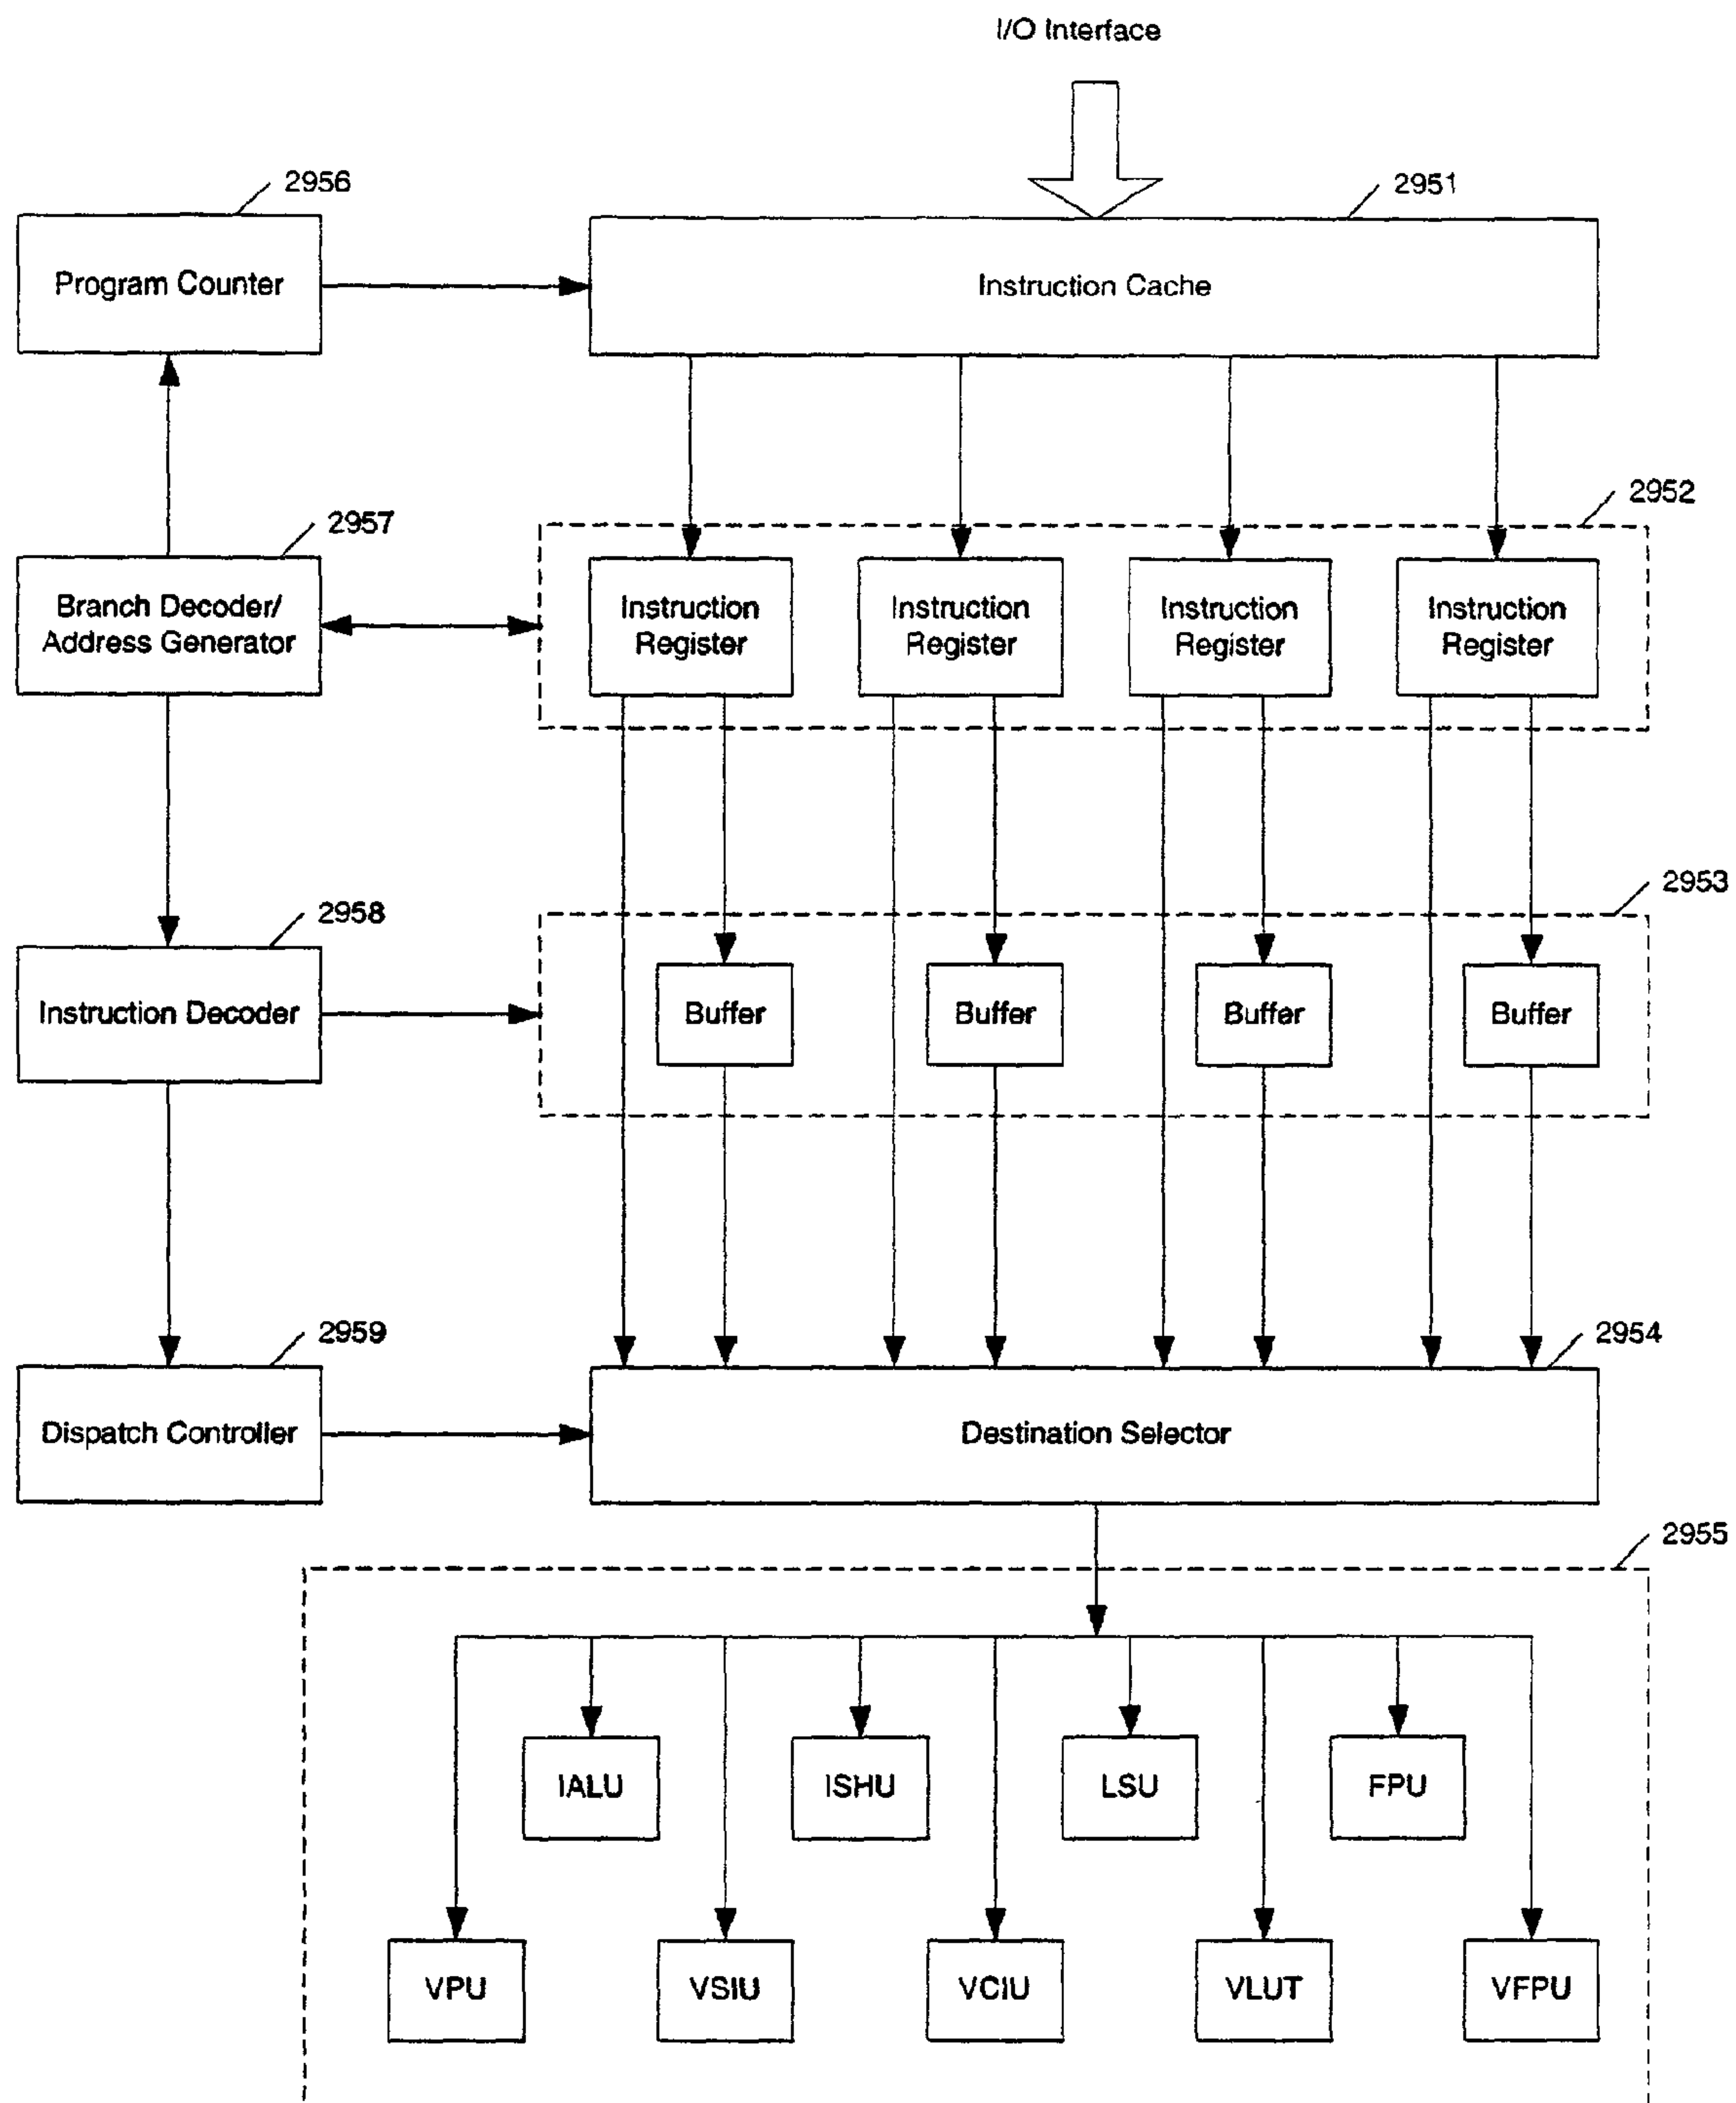 I/O Interface
2956
2951
Program Counter
Instruction Cache
2952
2957
Branch Decoder/
Address Generator
Instruction
Register
Instruction
Register
Instruction
Register
Instruction
Register
2953
2958
Instruction Decoder
Buffer
Buffer
Buffer
Buffer
2959
2954
Dispatch Controller
Destination Selector
2955
IALU
ISHU
LSU
FPU
VPU
VSIU
VCIU
VLUT
VFPU